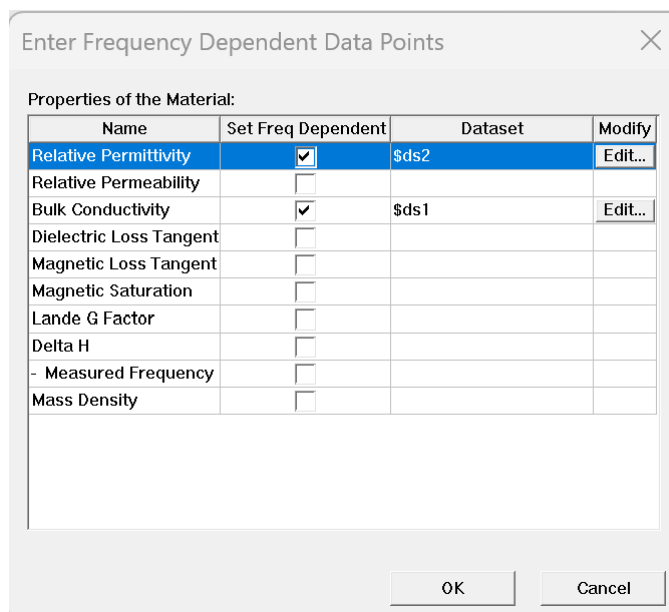 Enter Frequency Dependent Data Points
Properties of the Material:
Name Set Freq Dependent Dataset Modify
Relative Permittivity $ds2 Edit...
Relative Permeability
Bulk Conductivity $ds1 Edit...
Dielectric Loss Tangent
Magnetic Loss Tangent
Magnetic Saturation
Lande G Factor
Delta H
- Measured Frequency
Mass Density
OK Cancel